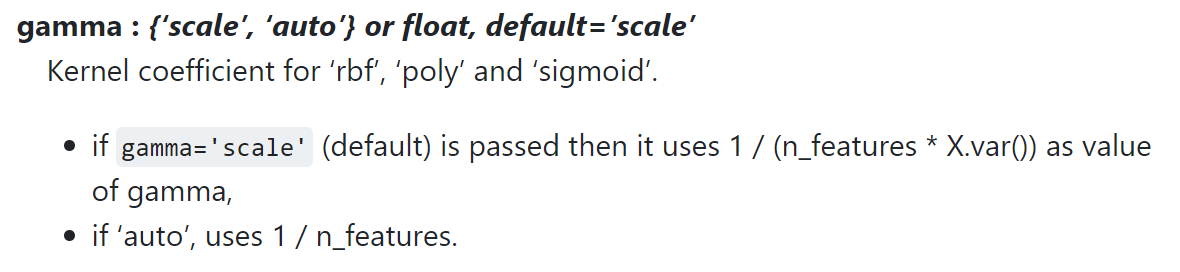 gamma : {‘scale’, ‘auto’} or float, default=’scale’
Kernel coefficient for ‘rbf’, ‘poly’ and ‘sigmoid’.
• if gamma='scale' (default) is passed then it uses 1 / (n_features * X.var()) as value
of gamma,
• if ‘auto’, uses 1 / n_features.